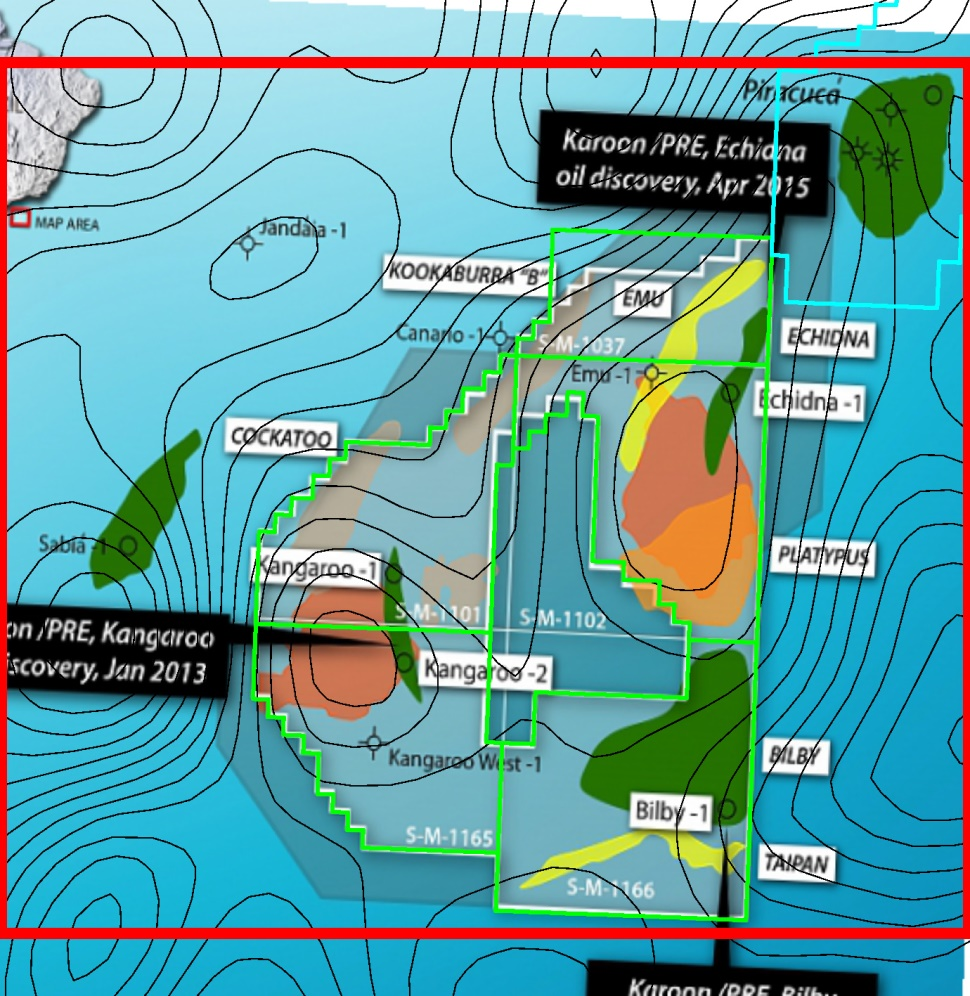 Piracucá
Karoon /PRE, Echidna
oil discovery, Apr 2015
MAP AREA
Jandaia -1
KOOKABURRA "B"
EMU
Canario -1
S-M-1037
ECHIDNA
Emu -1
Echidna -1
COCKATOO
Sabiá -1
PLATYPUS
Kangaroo -1
S-M-1101
S-M-1102
on /PRE, Kangaroo
iscovery, Jan 2013
Kangaroo -2
Kangaroo West -1
BILBY
Bilby -1
S-M-1165
TAIPAN
S-M-1166
Karoon /PRE, Bilby